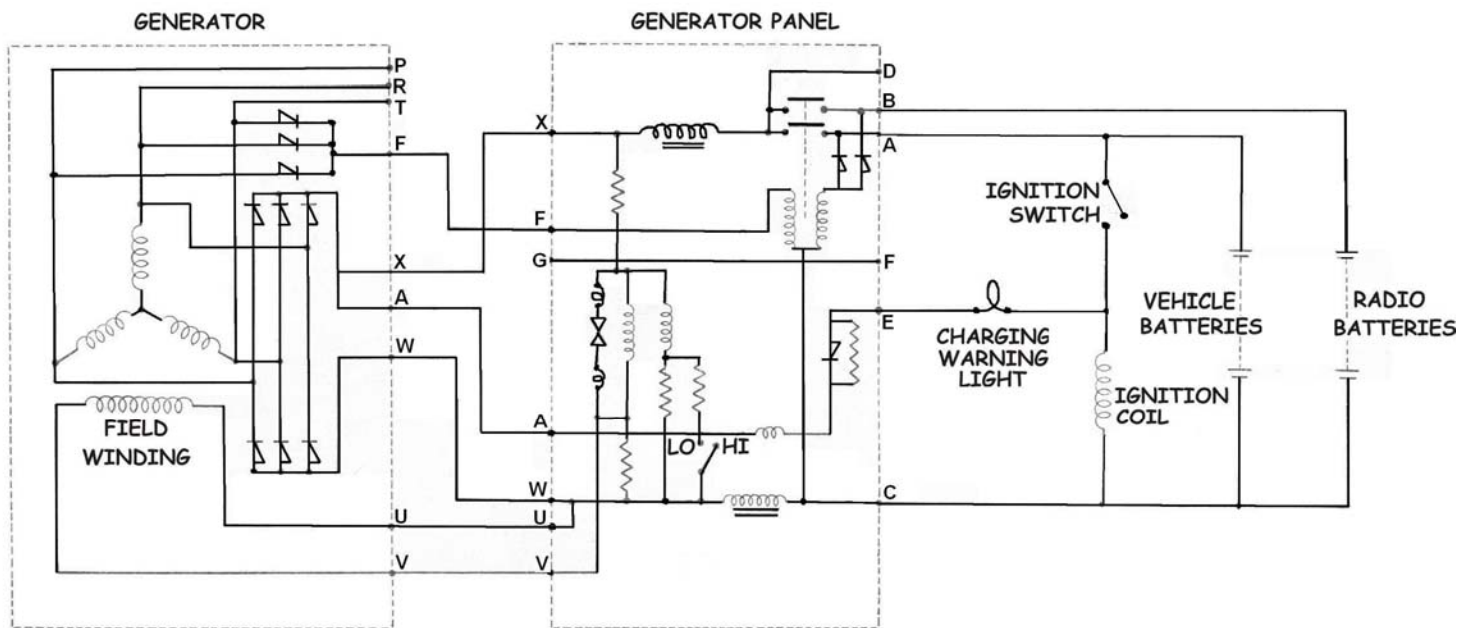 GENERATOR
GENERATOR PANEL
P
R
T
F
X
A
W
U
V
FIELD
WINDING
X
F
G
A
W
U
V
LO
HI
D
B
A
F
E
C
IGNITION
SWITCH
CHARGING
WARNING
LIGHT
IGNITION
COIL
VEHICLE
BATTERIES
RADIO
BATTERIES